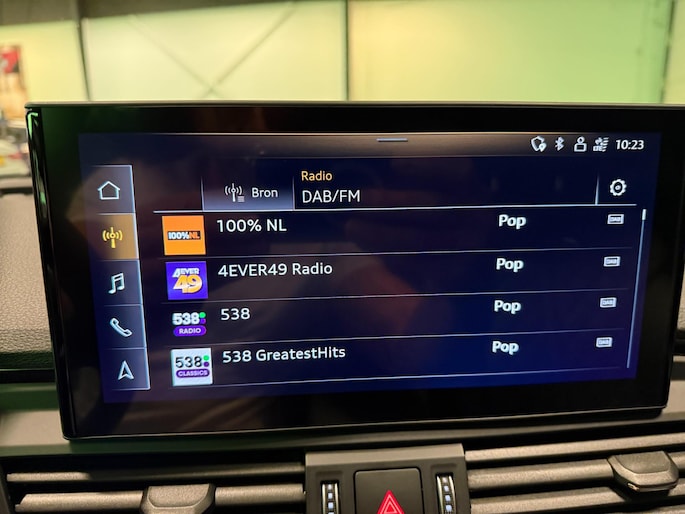 10:23
Bron
Radio
DAB/FM
100%NL
100% NL
Pop
4EVER
49
4EVER49 Radio
Pop
538
RADIO
538
Pop
538
CLASSICS
538 GreatestHits
Pop